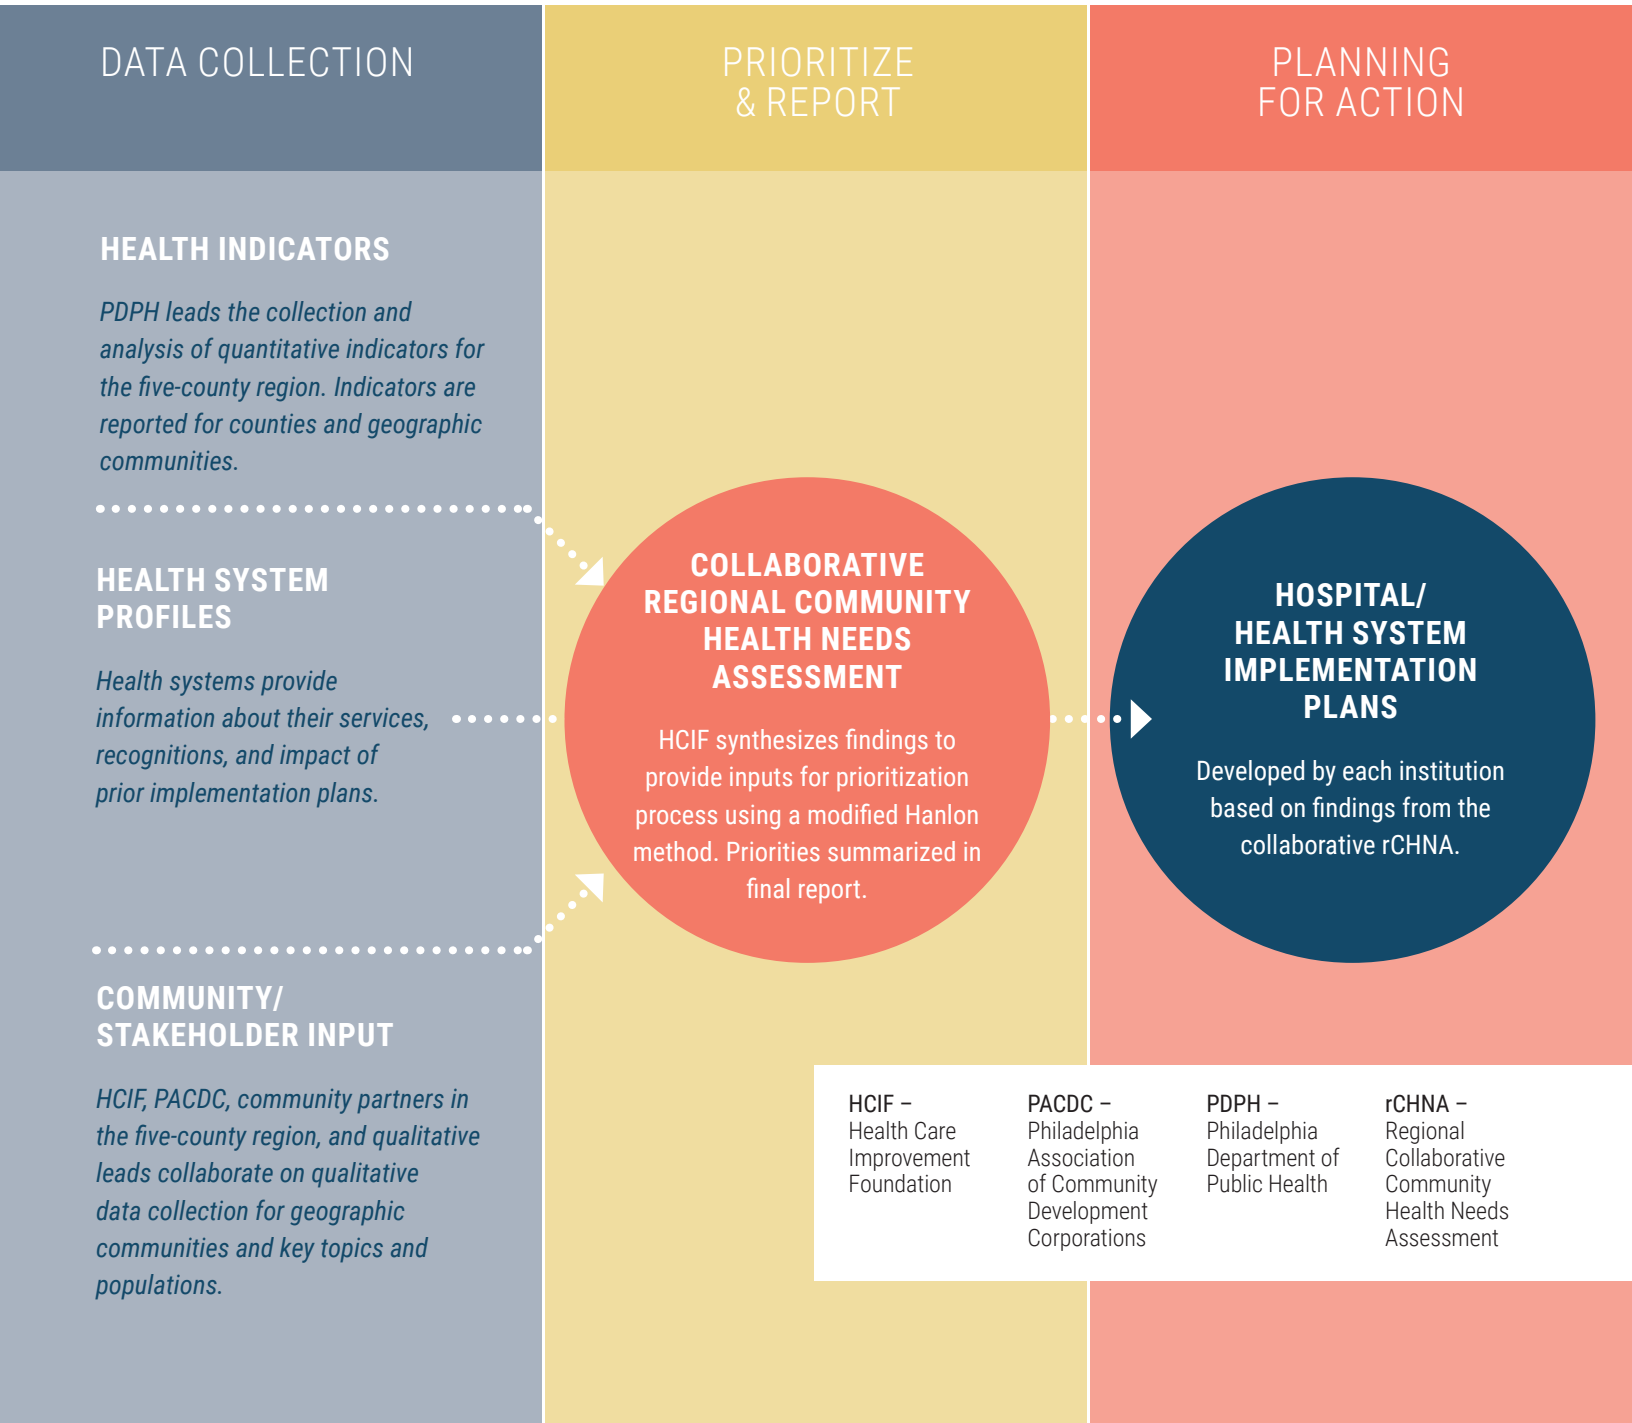 DATA COLLECTION
HEALTH INDICATORS
PDPH leads the collection and
analysis of quantitative indicators for
the five-county region. Indicators are
reported for counties and geographic
communities.
HEALTH SYSTEM
PROFILES
Health systems provide
information about their services,
recognitions, and impact of
prior implementation plans.
COMMUNITY/
STAKEHOLDER INPUT
HCIF, PACDC, community partners in
the five-county region, and qualitative
leads collaborate on qualitative
data collection for geographic
communities and key topics and
populations.
PRIORITIZE
& REPORT
COLLABORATIVE
REGIONAL COMMUNITY
HEALTH NEEDS
ASSESSMENT
HCIF synthesizes findings to
provide inputs for prioritization
process using a modified Hanlon
method. Priorities summarized in
final report.
PLANNING
FOR ACTION
HOSPITAL/
HEALTH SYSTEM
IMPLEMENTATION
PLANS
Developed by each institution
based on findings from the
collaborative rCHNA.
HCIF –
Health Care
Improvement
Foundation
PACDC –
Philadelphia
Association
of Community
Development
Corporations
PDPH –
Philadelphia
Department of
Public Health
rCHNA –
Regional
Collaborative
Community
Health Needs
Assessment